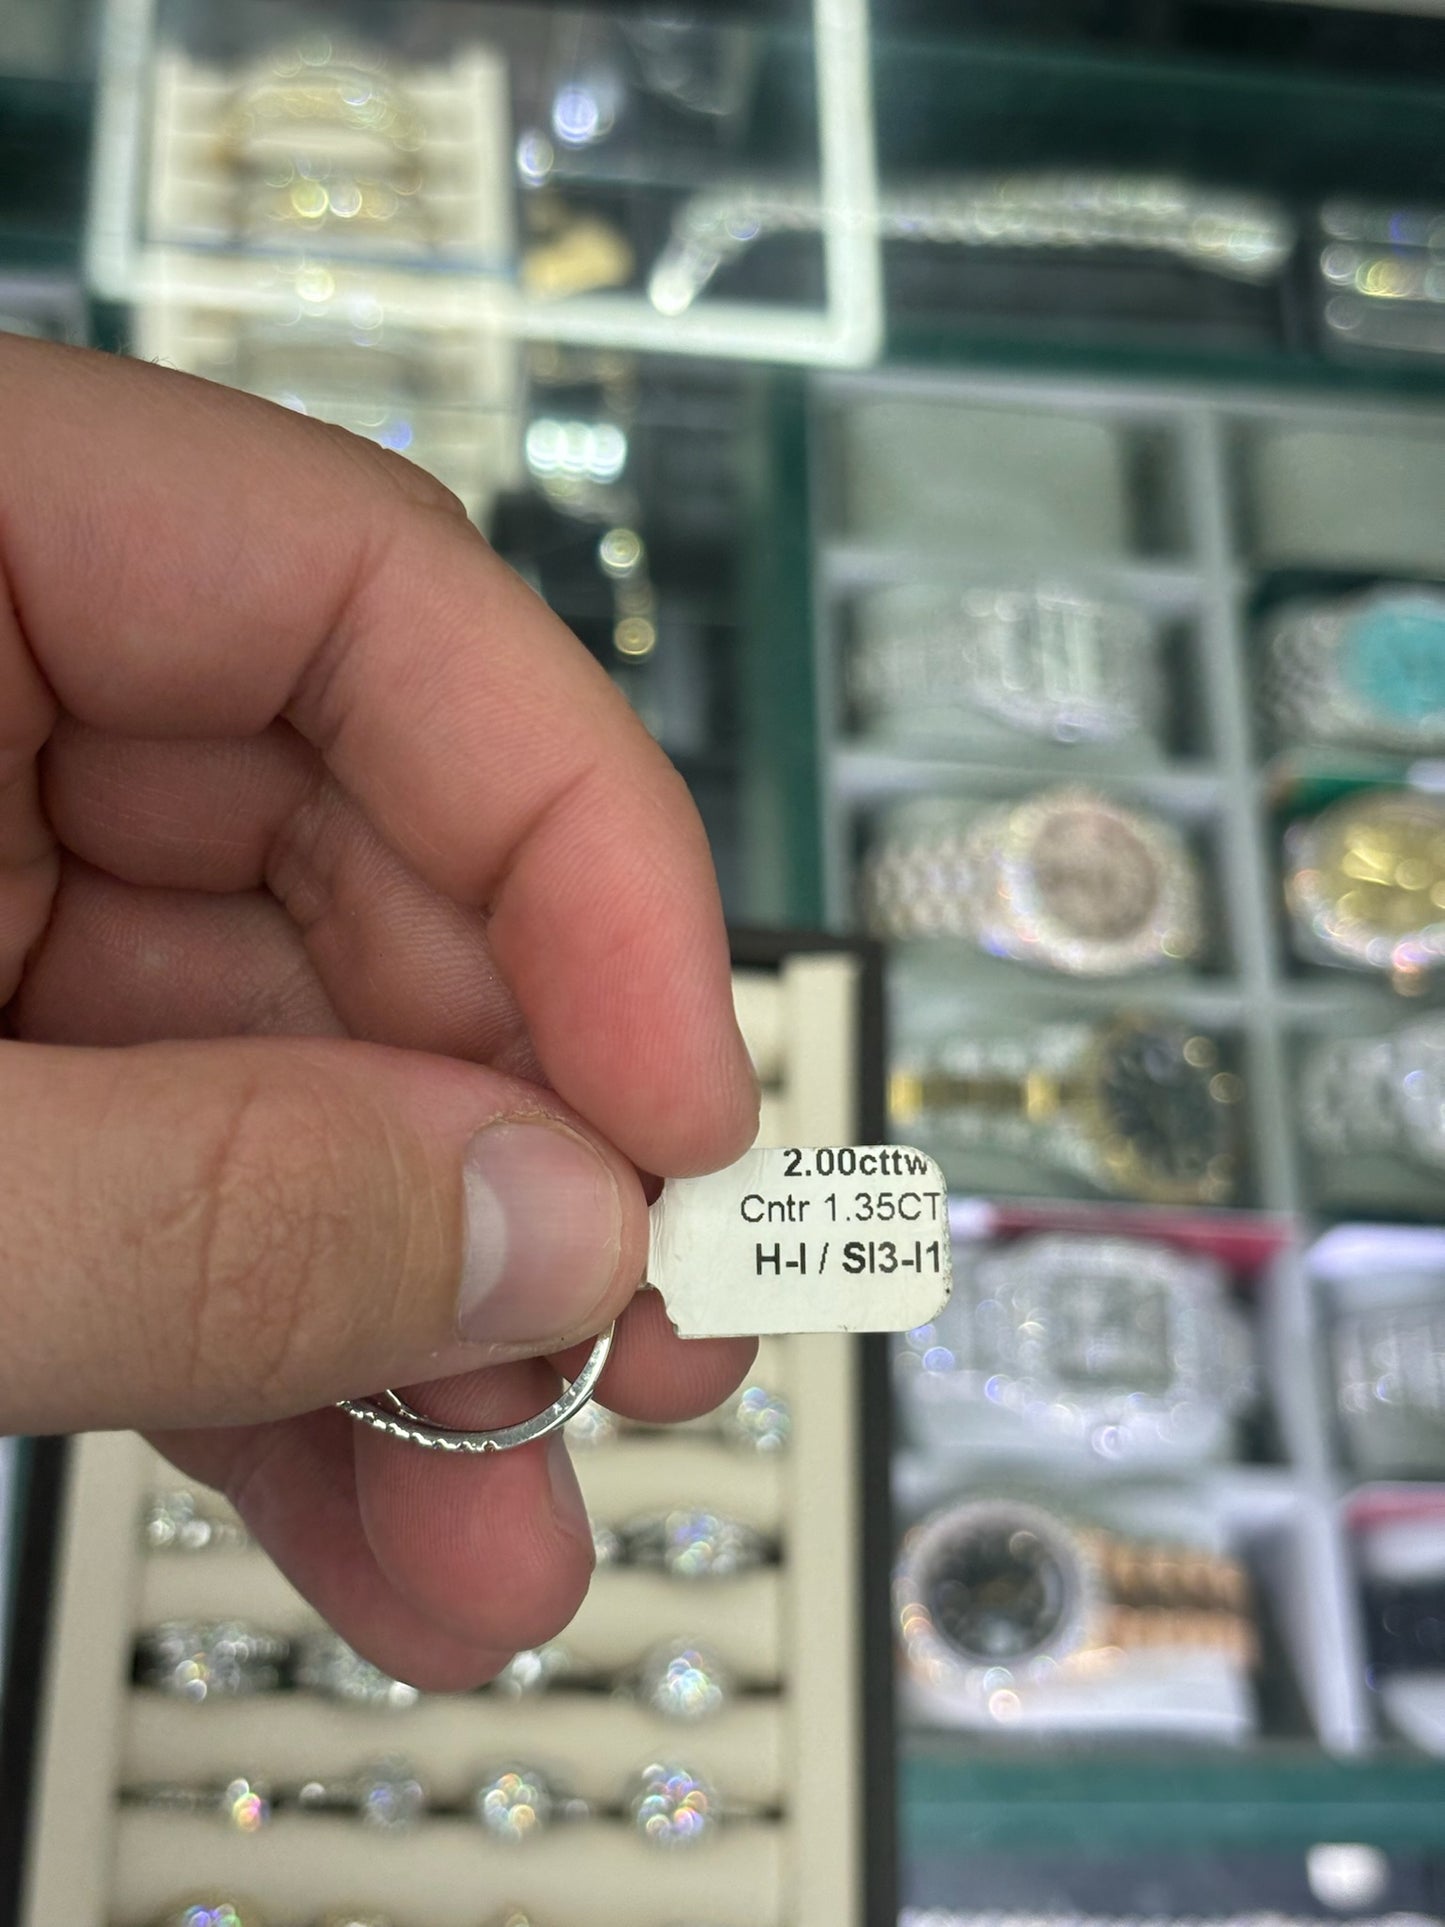 2.00cttw
Cntr 1.35CT
H-I / SI3-I1